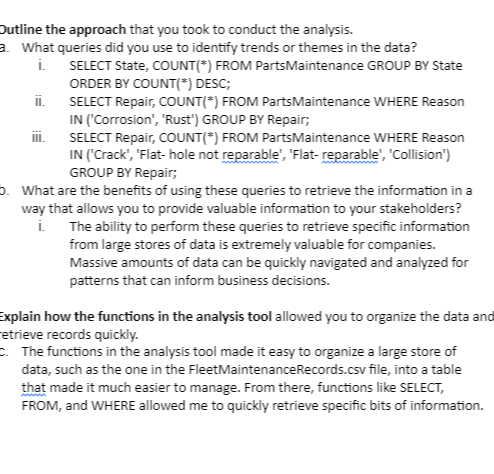 Outline the approach that you took to conduct the analysis.
a. What queries did you use to identify trends or themes in the data?
i. SELECT State, COUNT(*) FROM PartsMaintenance GROUP BY State
ORDER BY COUNT(*) DESC;
ii. SELECT Repair, COUNT(*) FROM PartsMaintenance WHERE Reason
IN ('Corrosion', 'Rust') GROUP BY Repair;
iii. SELECT Repair, COUNT(*) FROM PartsMaintenance WHERE Reason
IN ('Crack', 'Flat- hole not reparable', 'Flat- reparable', 'Collision')
GROUP BY Repair;
b. What are the benefits of using these queries to retrieve the information in a
way that allows you to provide valuable information to your stakeholders?
i. The ability to perform these queries to retrieve specific information
from large stores of data is extremely valuable for companies.
Massive amounts of data can be quickly navigated and analyzed for
patterns that can inform business decisions.
Explain how the functions in the analysis tool allowed you to organize the data and
retrieve records quickly.
c. The functions in the analysis tool made it easy to organize a large store of
data, such as the one in the FleetMaintenanceRecords.csv file, into a table
that made it much easier to manage. From there, functions like SELECT,
FROM, and WHERE allowed me to quickly retrieve specific bits of information.